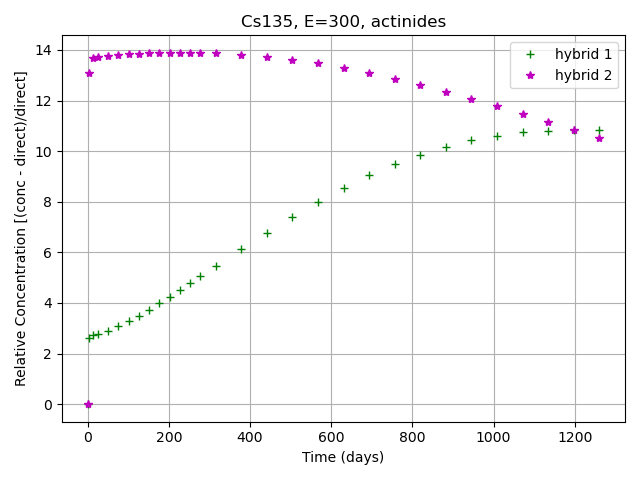 Cs135, E=300, actinides
Relative Concentration [(conc - direct)/direct]
14
12
10
8
6
4
2
0
hybrid 1
hybrid 2
0 200 400 600 800 1000 1200
Time (days)